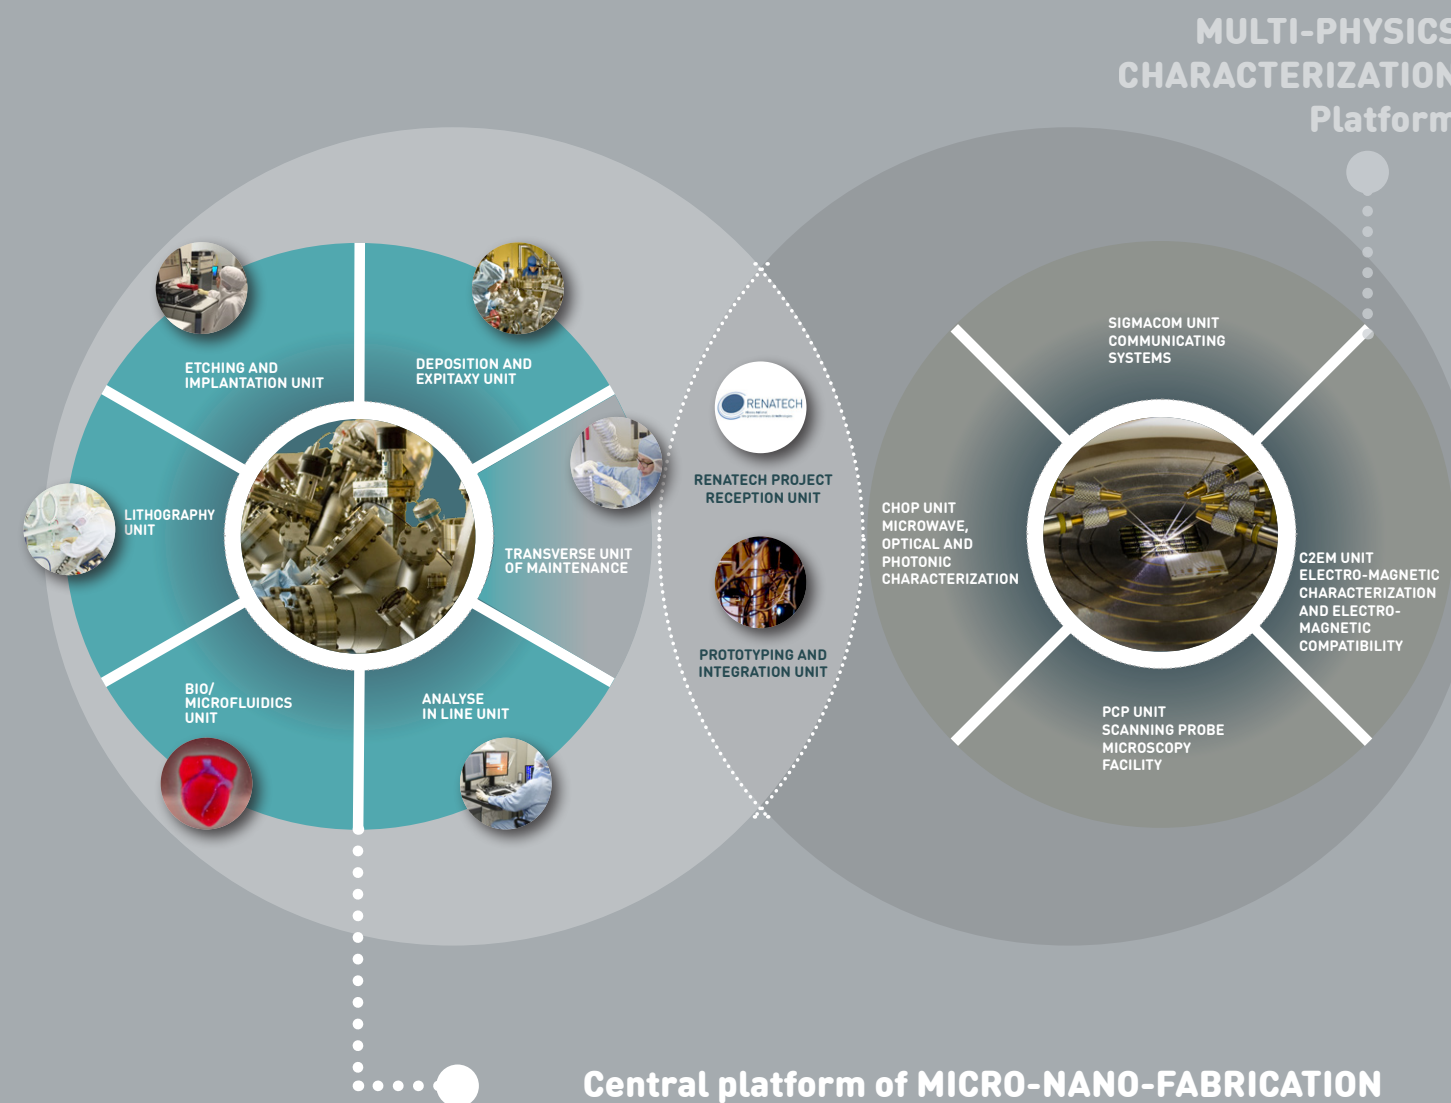 MULTI-PHYSICS
CHARACTERIZATION
Platform
ETCHING AND
IMPLANTATION UNIT
DEPOSITION AND
EXPITAXY UNIT
LITHOGRAPHY
UNIT
TRANSVERSE UNIT
OF MAINTENANCE
BIO/
MICROFLUIDICS
UNIT
ANALYSE
IN LINE UNIT
RENATECH
RENATECH PROJECT
RECEPTION UNIT
PROTOTYPING AND
INTEGRATION UNIT
SIGMACOM UNIT
COMMUNICATING
SYSTEMS
CHOP UNIT
MICROWAVE,
OPTICAL AND
PHOTONIC
CHARACTERIZATION
C2EM UNIT
ELECTRO-MAGNETIC
CHARACTERIZATION
AND ELECTRO-
MAGNETIC
COMPATIBILITY
PCP UNIT
SCANNING PROBE
MICROSCOPY
FACILITY
Central platform of MICRO-NANO-FABRICATION